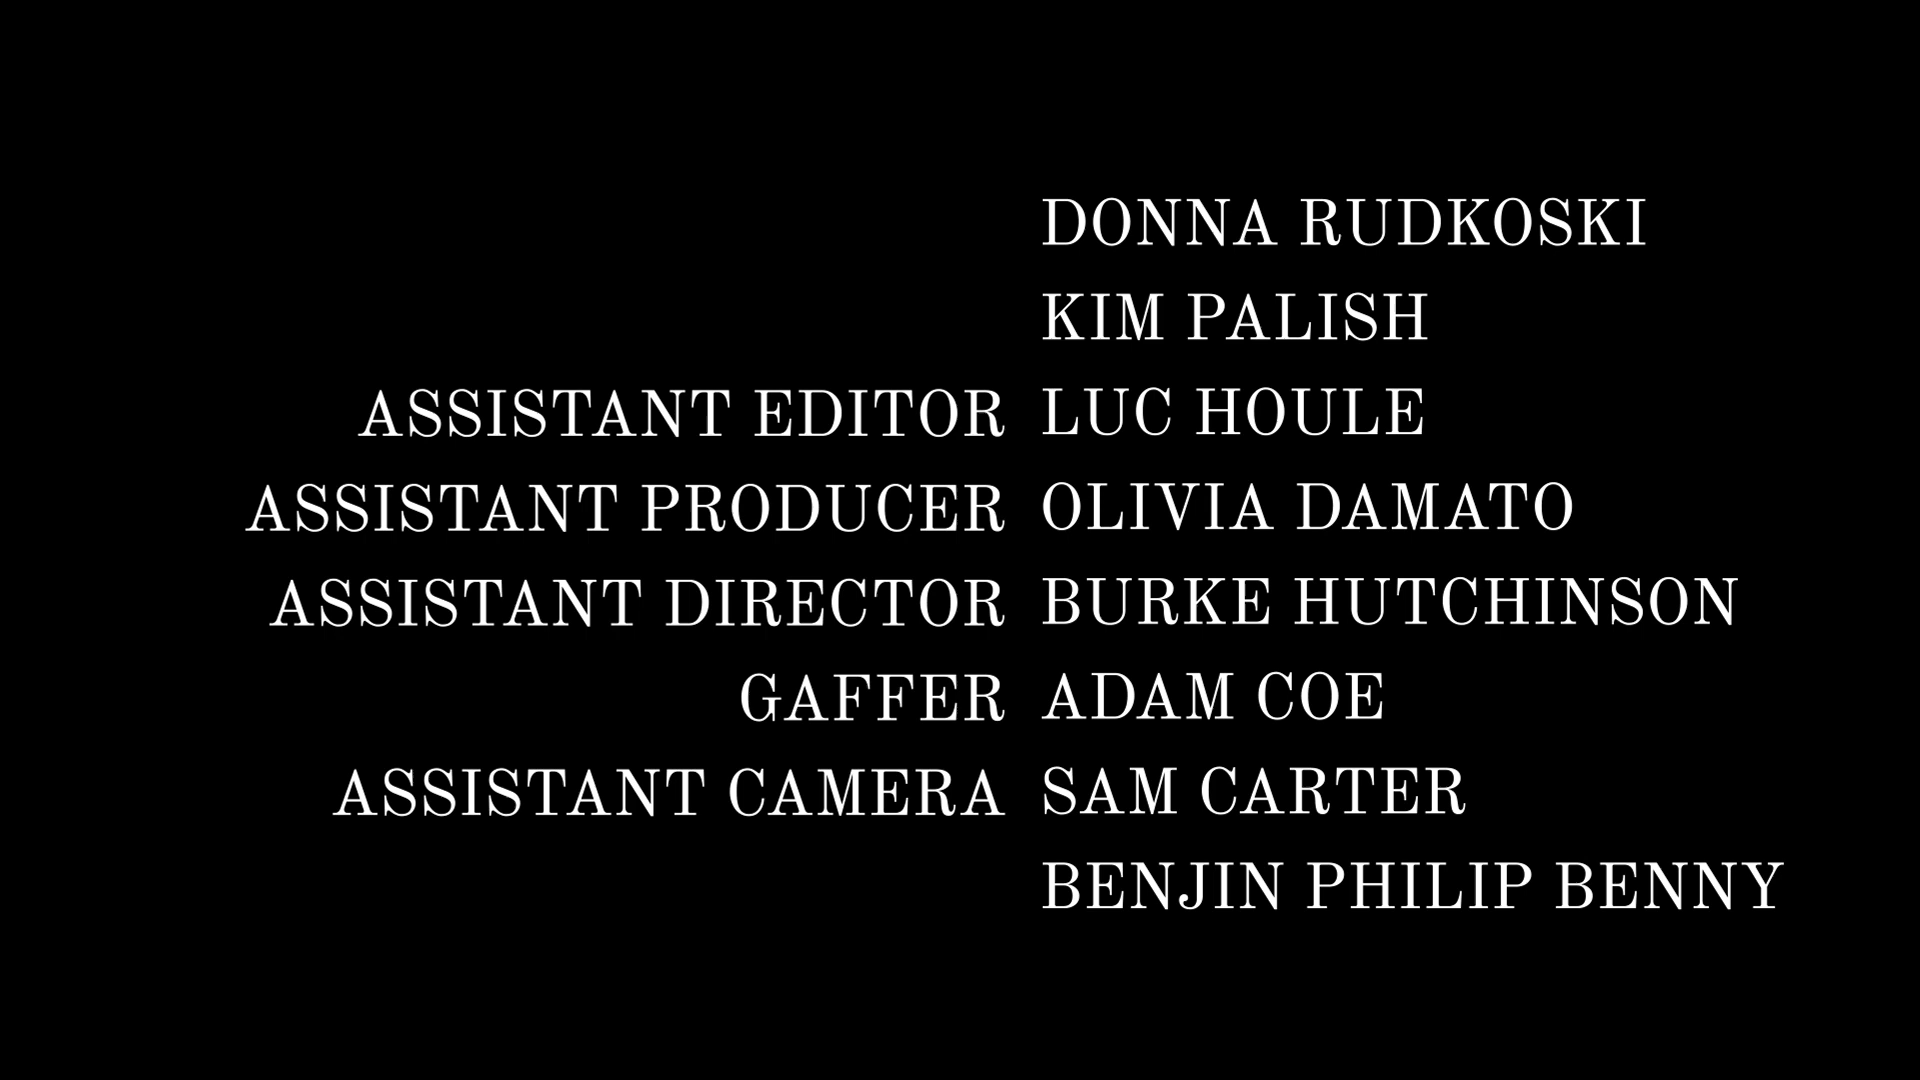 DONNA RUDKOSKI
KIM PALISH
ASSISTANT EDITOR LUC HOULE
ASSISTANT PRODUCER OLIVIA DAMATO
ASSISTANT DIRECTOR BURKE HUTCHINSON
GAFFER ADAM COE
ASSISTANT CAMERA SAM CARTER
BENJIN PHILIP BENNY